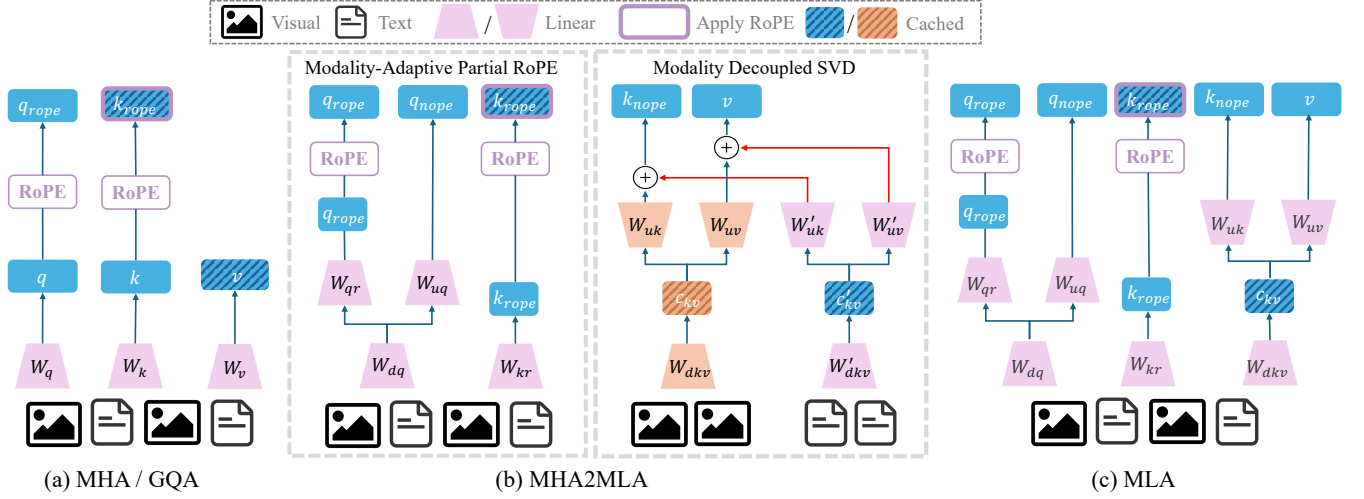 Visual Text / Linear Apply RoPE / Cached
Modality-Adaptive Partial RoPE
Modality Decoupled SVD
q_rope k_rope
RoPE RoPE
q k v
W_q W_k W_v
(a) MHA / GQA
q_rope q_nope k_rope
RoPE RoPE
q_rope
W_qr W_uq k_rope
W_dq W_kr
k_nope v
+ +
W_uk W_uv W'_uk W'_uv
c_kv c'_kv
W_dkv W'_dkv
(b) MHA2MLA
q_rope q_nope k_rope k_nope v
RoPE RoPE
q_rope W_uk W_uv
W_qr W_uq k_rope c_kv
W_dq W_kr W_dkv
(c) MLA